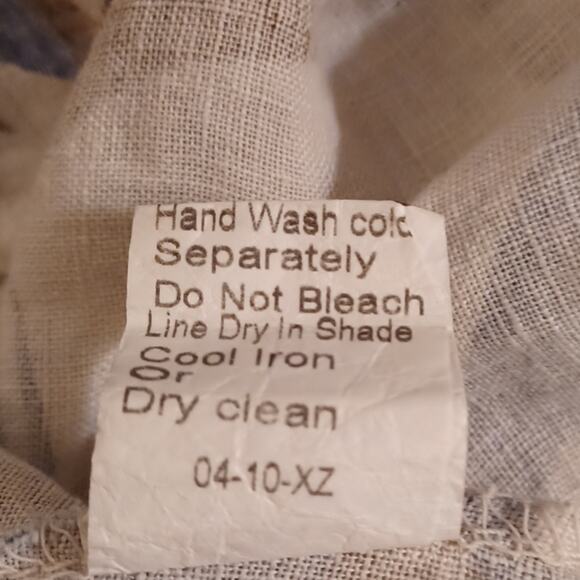 Hand Wash cold
Separately
Do Not Bleach
Line Dry In Shade
Cool Iron
Or
Dry clean
04-10-XZ